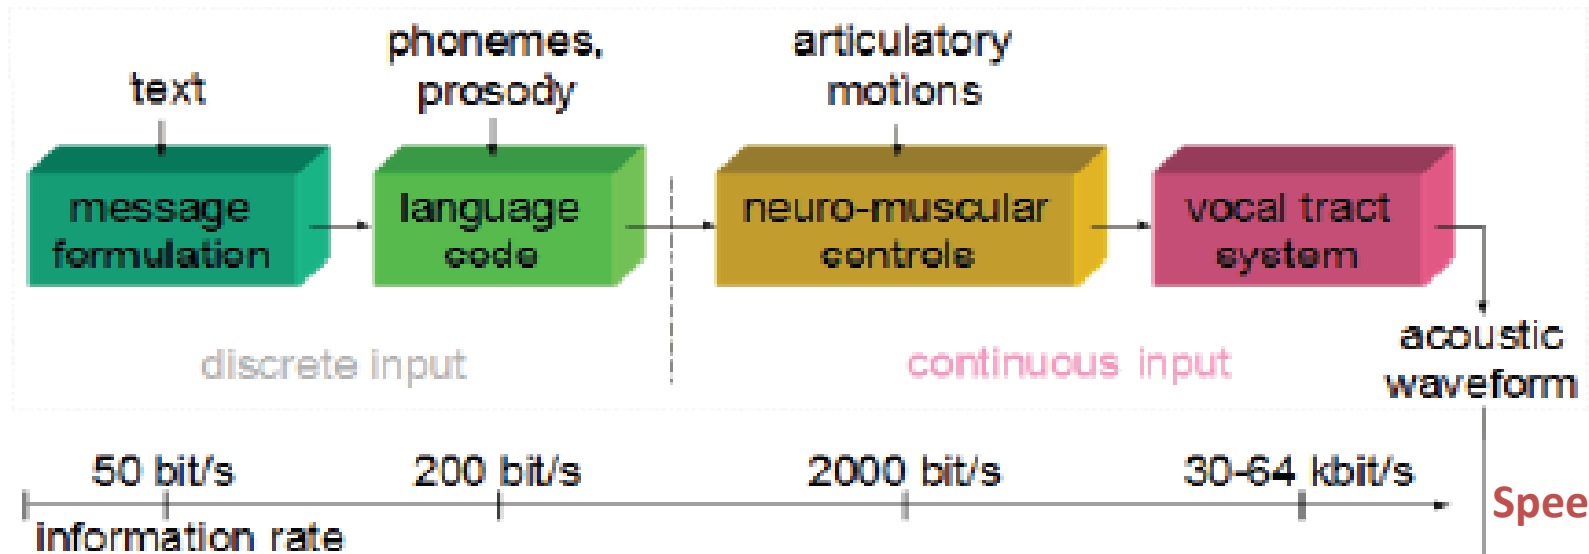 text
phonemes,
prosody
articulatory
motions
message
formulation
language
code
neuro-muscular
controls
vocal tract
system
discrete input
continuous input
acoustic
waveform
50 bit/s
200 bit/s
2000 bit/s
30-64 kbit/s
information rate
Spee